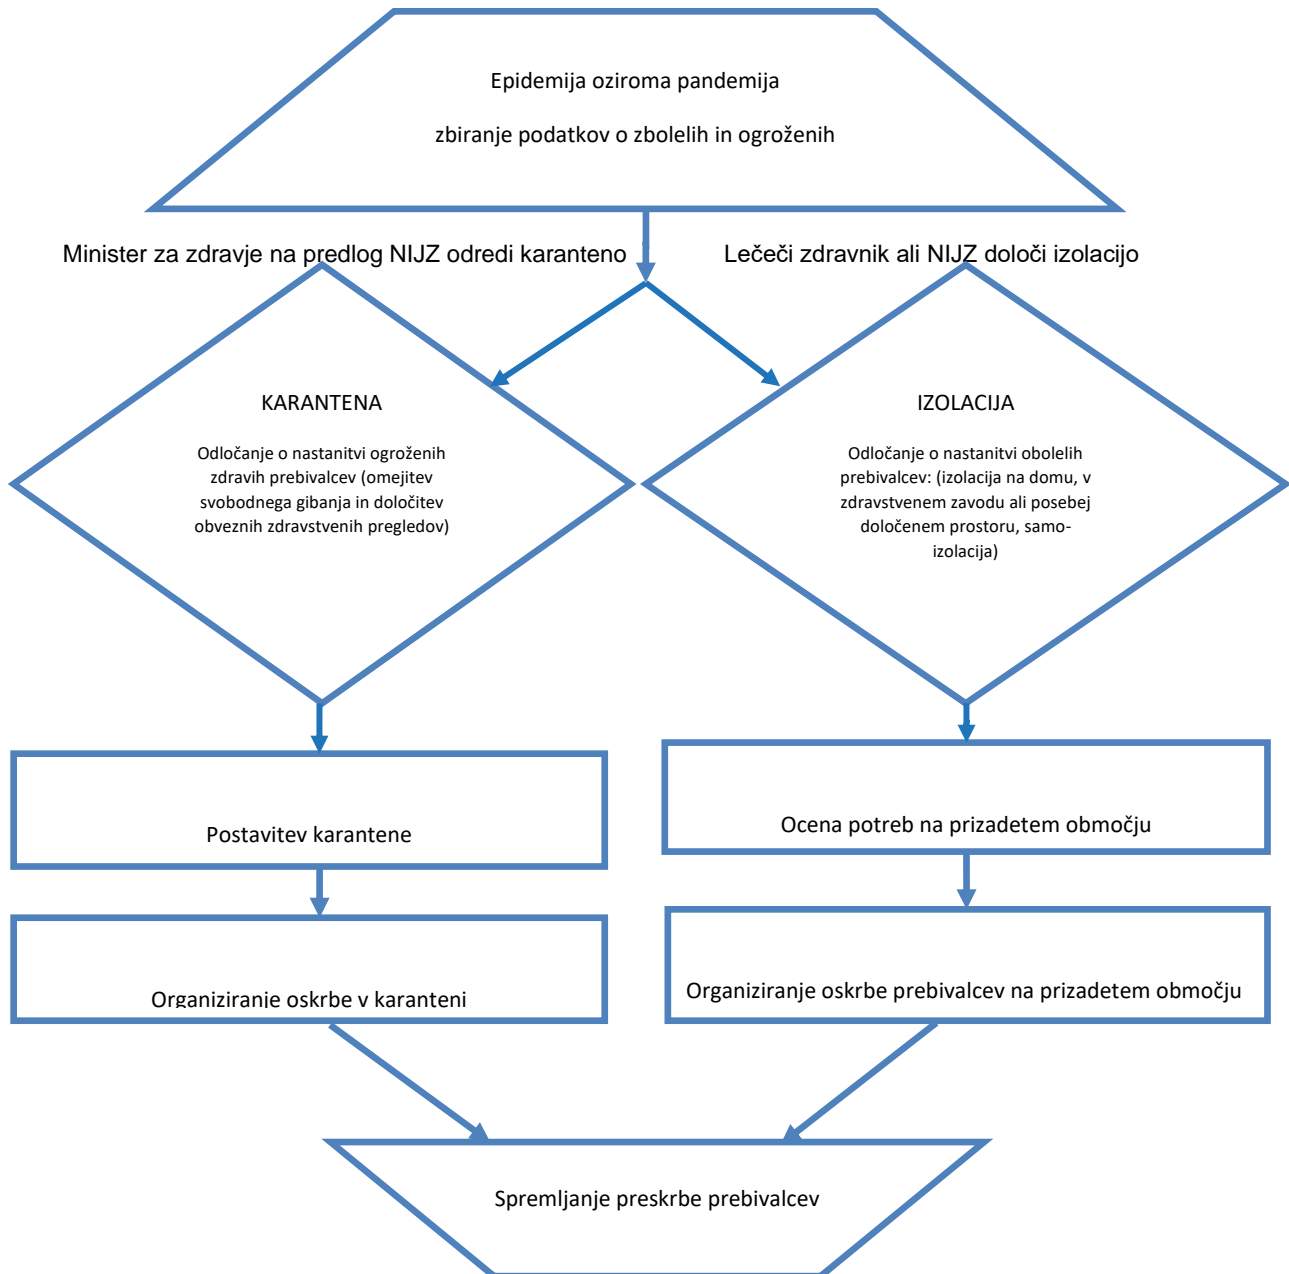 Epidemija oziroma pandemija
zbiranje podatkov o zbolelih in ogroženih
Minister za zdravje na predlog NIJZ odredi karanteno
Lečeči zdravnik ali NIJZ določi izolacijo
KARANTENA
Odločanje o nastanitvi ogroženih
zdravih prebivalcev (omejitev
svobodnega gibanja in določitev
obveznih zdravstvenih pregledov)
IZOLACIJA
Odločanje o nastanitvi obolelih
prebivalcev: (izolacija na domu, v
zdravstvenem zavodu ali posebej
določenem prostoru, samo-
izolacija)
Postavitev karantene
Ocena potreb na prizadetem območju
Organiziranje oskrbe v karanteni
Organiziranje oskrbe prebivalcev na prizadetem območju
Spremljanje preskrbe prebivalcev